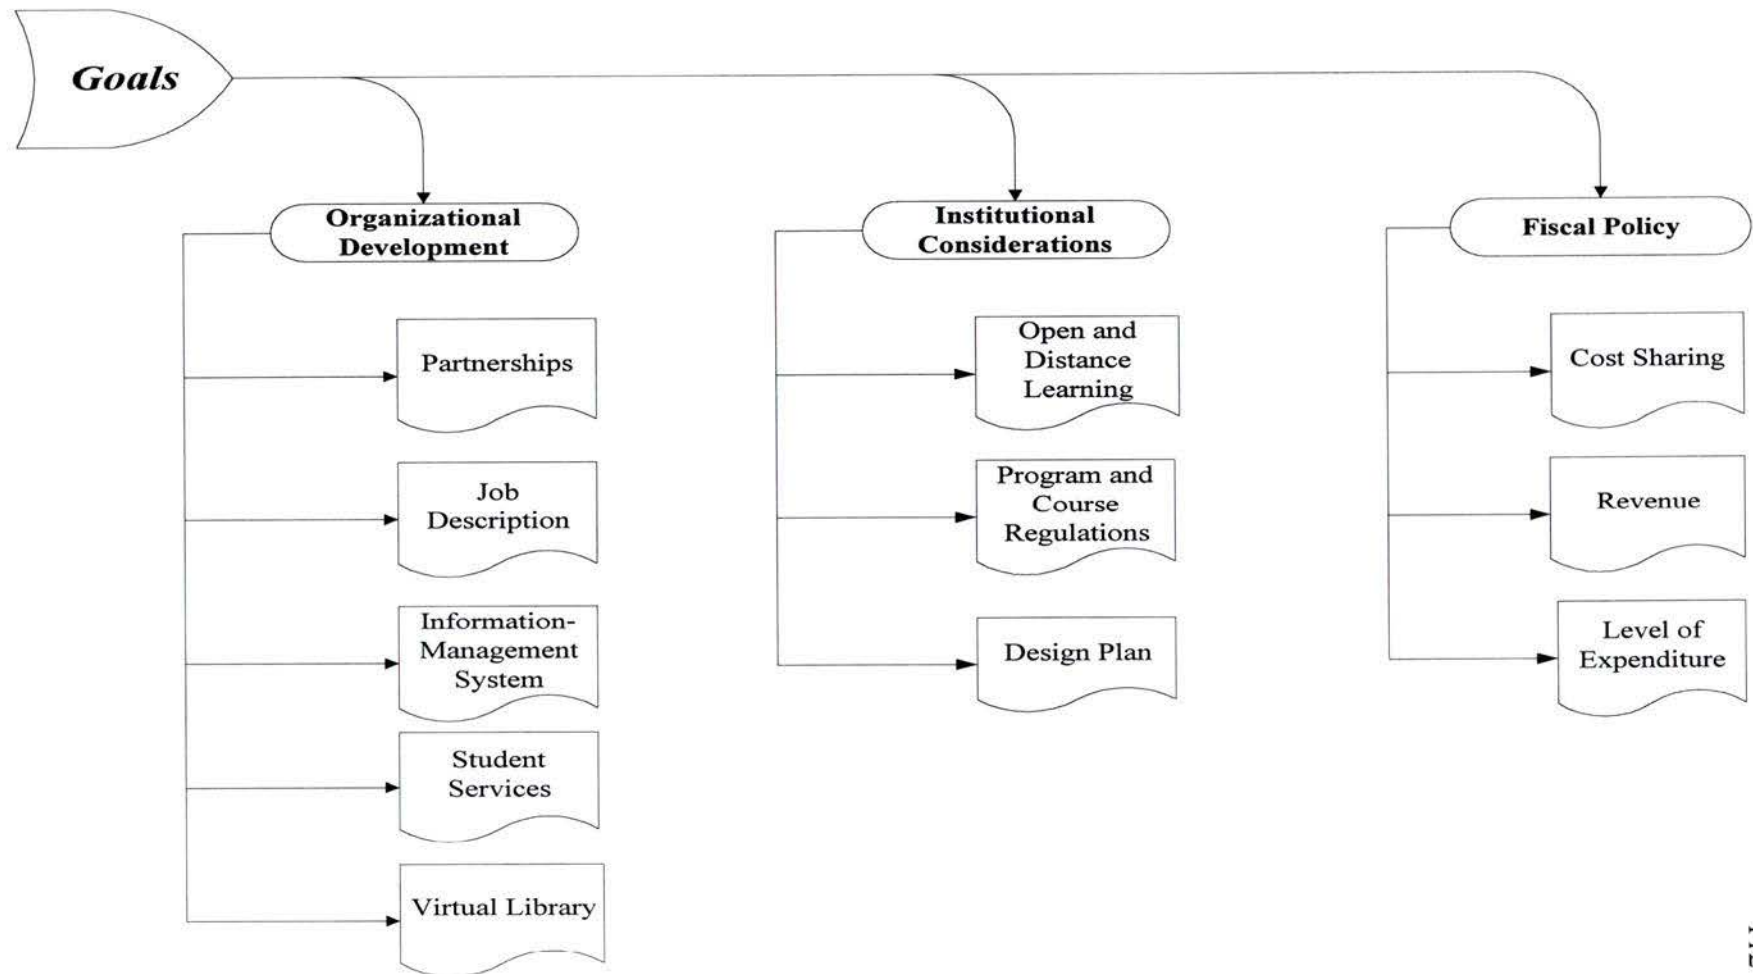 Goals
Organizational
Development
Partnerships
Job
Description
Information-
Management
System
Student
Services
Virtual Library
Institutional
Considerations
Open and
Distance
Learning
Program and
Course
Regulations
Design Plan
Fiscal Policy
Cost Sharing
Revenue
Level of
Expenditure